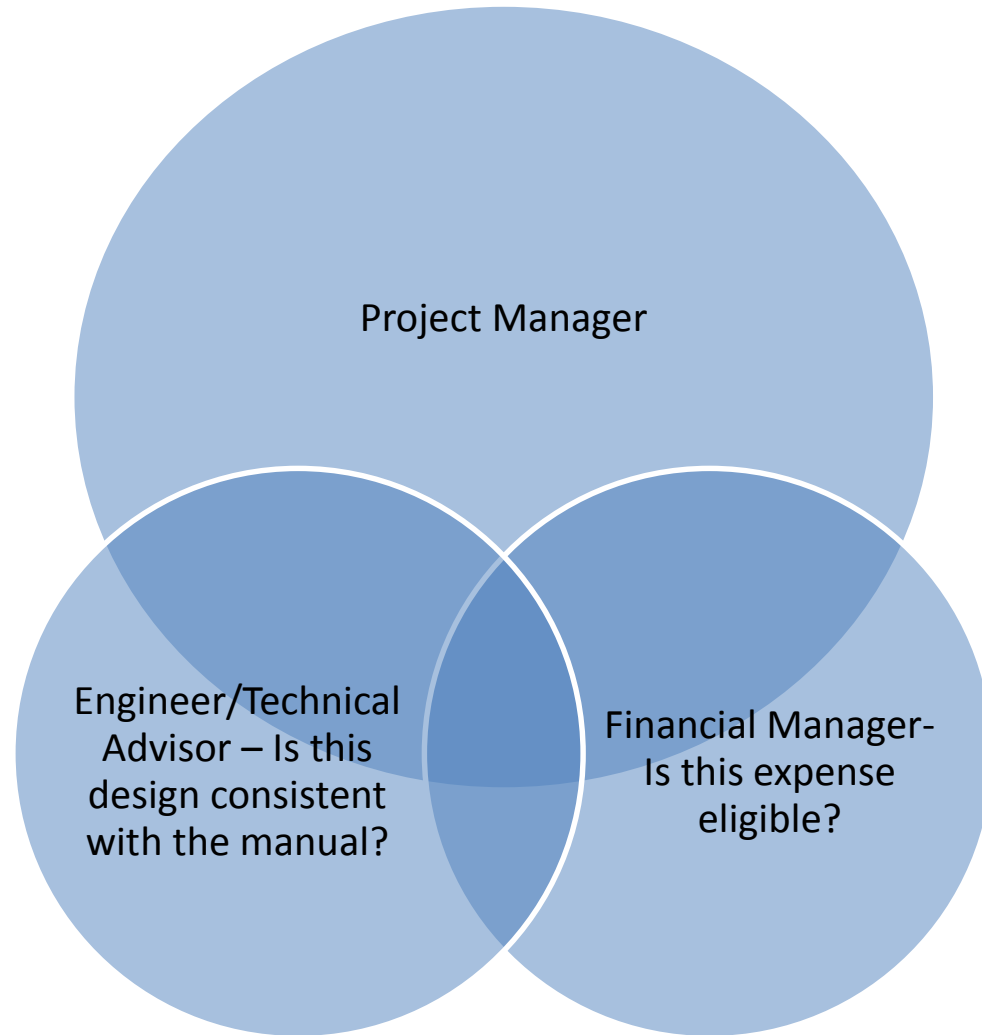 Project Manager
Engineer/Technical
Advisor – Is this
design consistent
with the manual?
Financial Manager-
Is this expense
eligible?